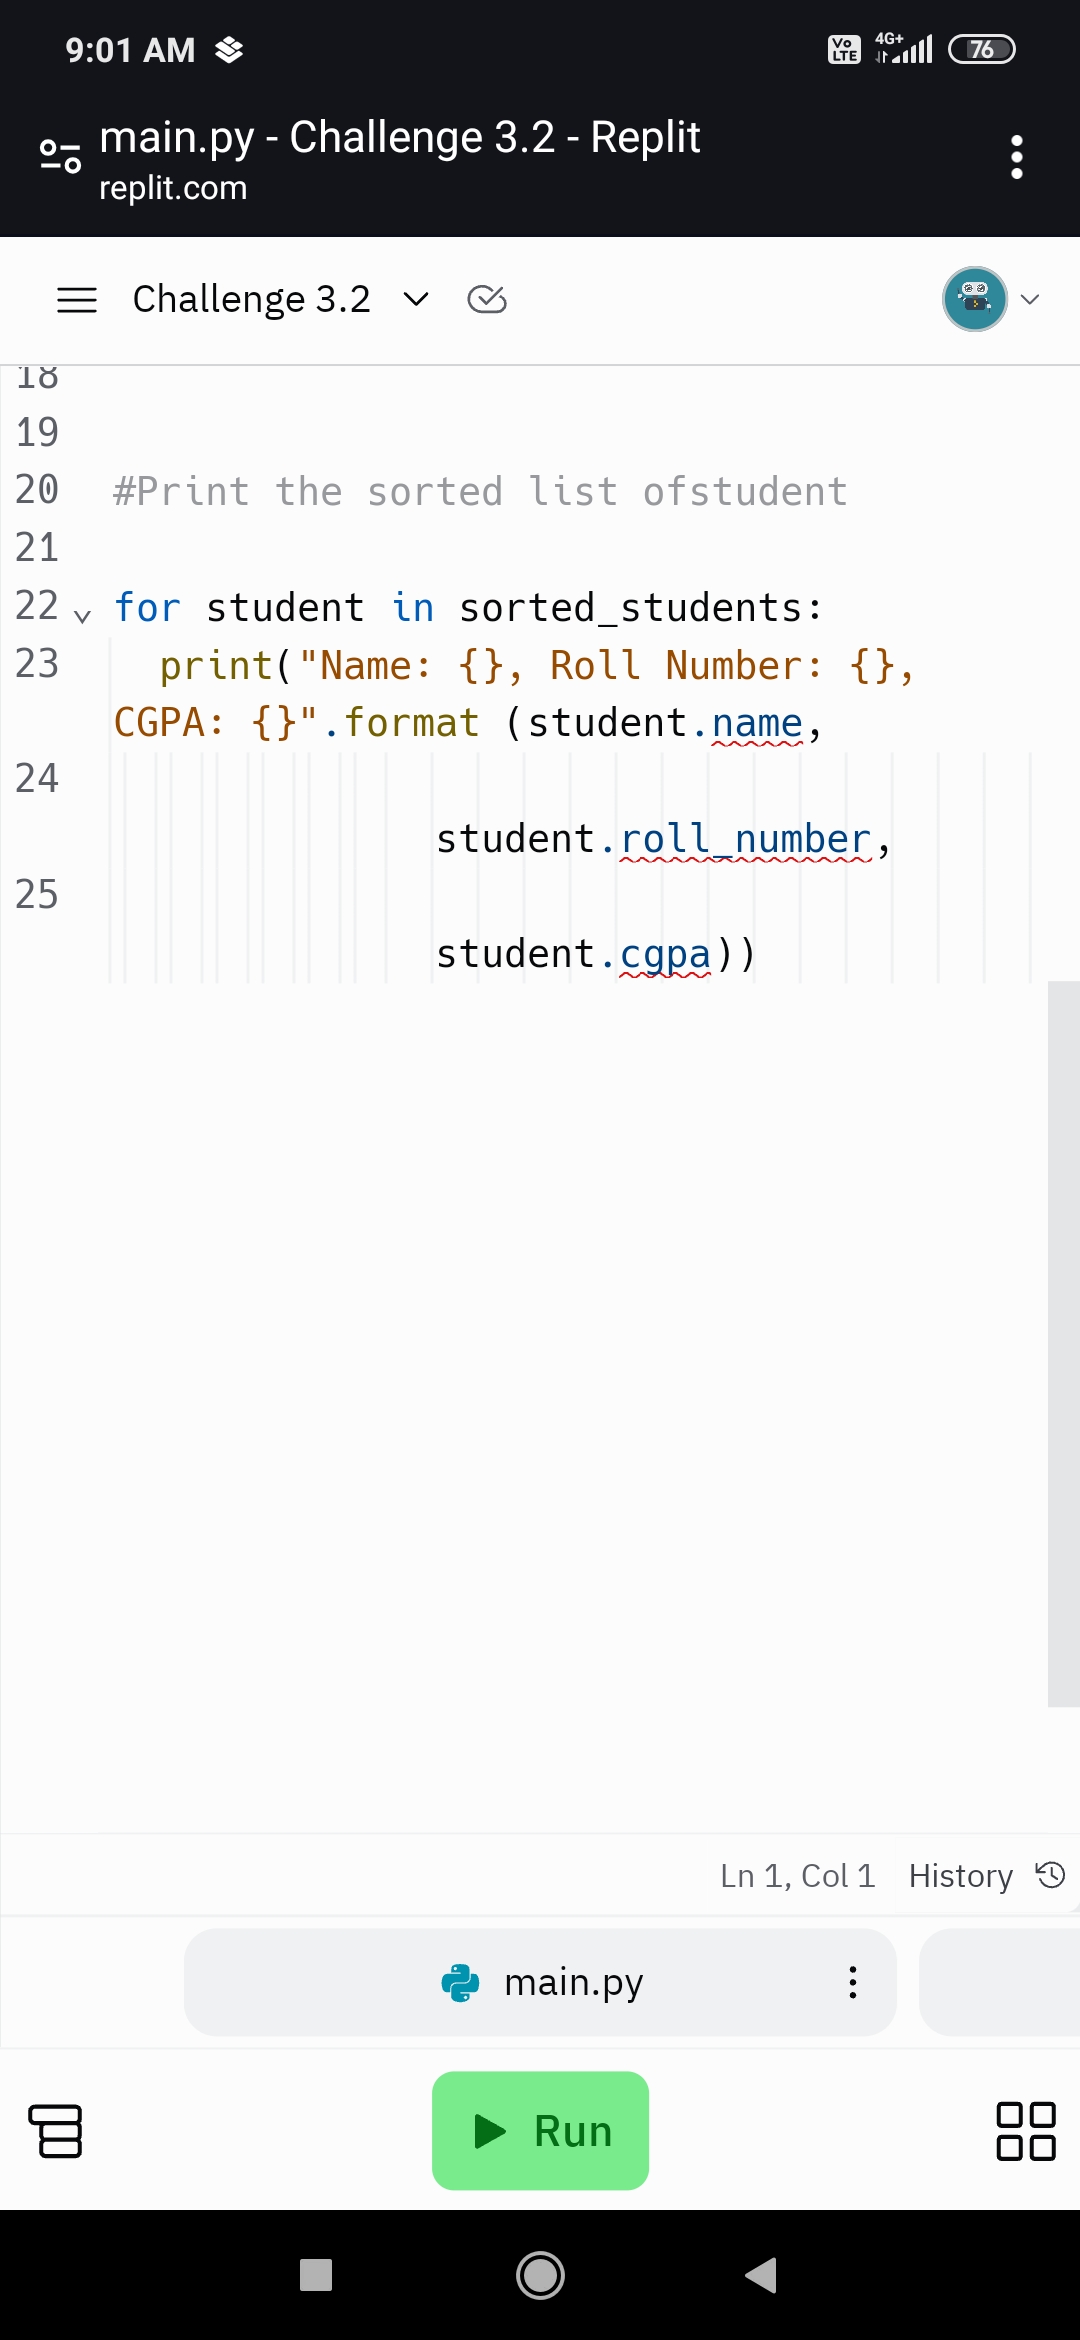 9:01 AM
Vo LTE 4G+ 76
main.py - Challenge 3.2 - Replit
replit.com
Challenge 3.2
18
19
20 #Print the sorted list ofstudent
21
22 for student in sorted_students:
23 print("Name: {}, Roll Number: {},
CGPA: {}".format (student.name,
24
student.roll_number,
25
student.cgpa))
Ln 1, Col 1 History
main.py
Run